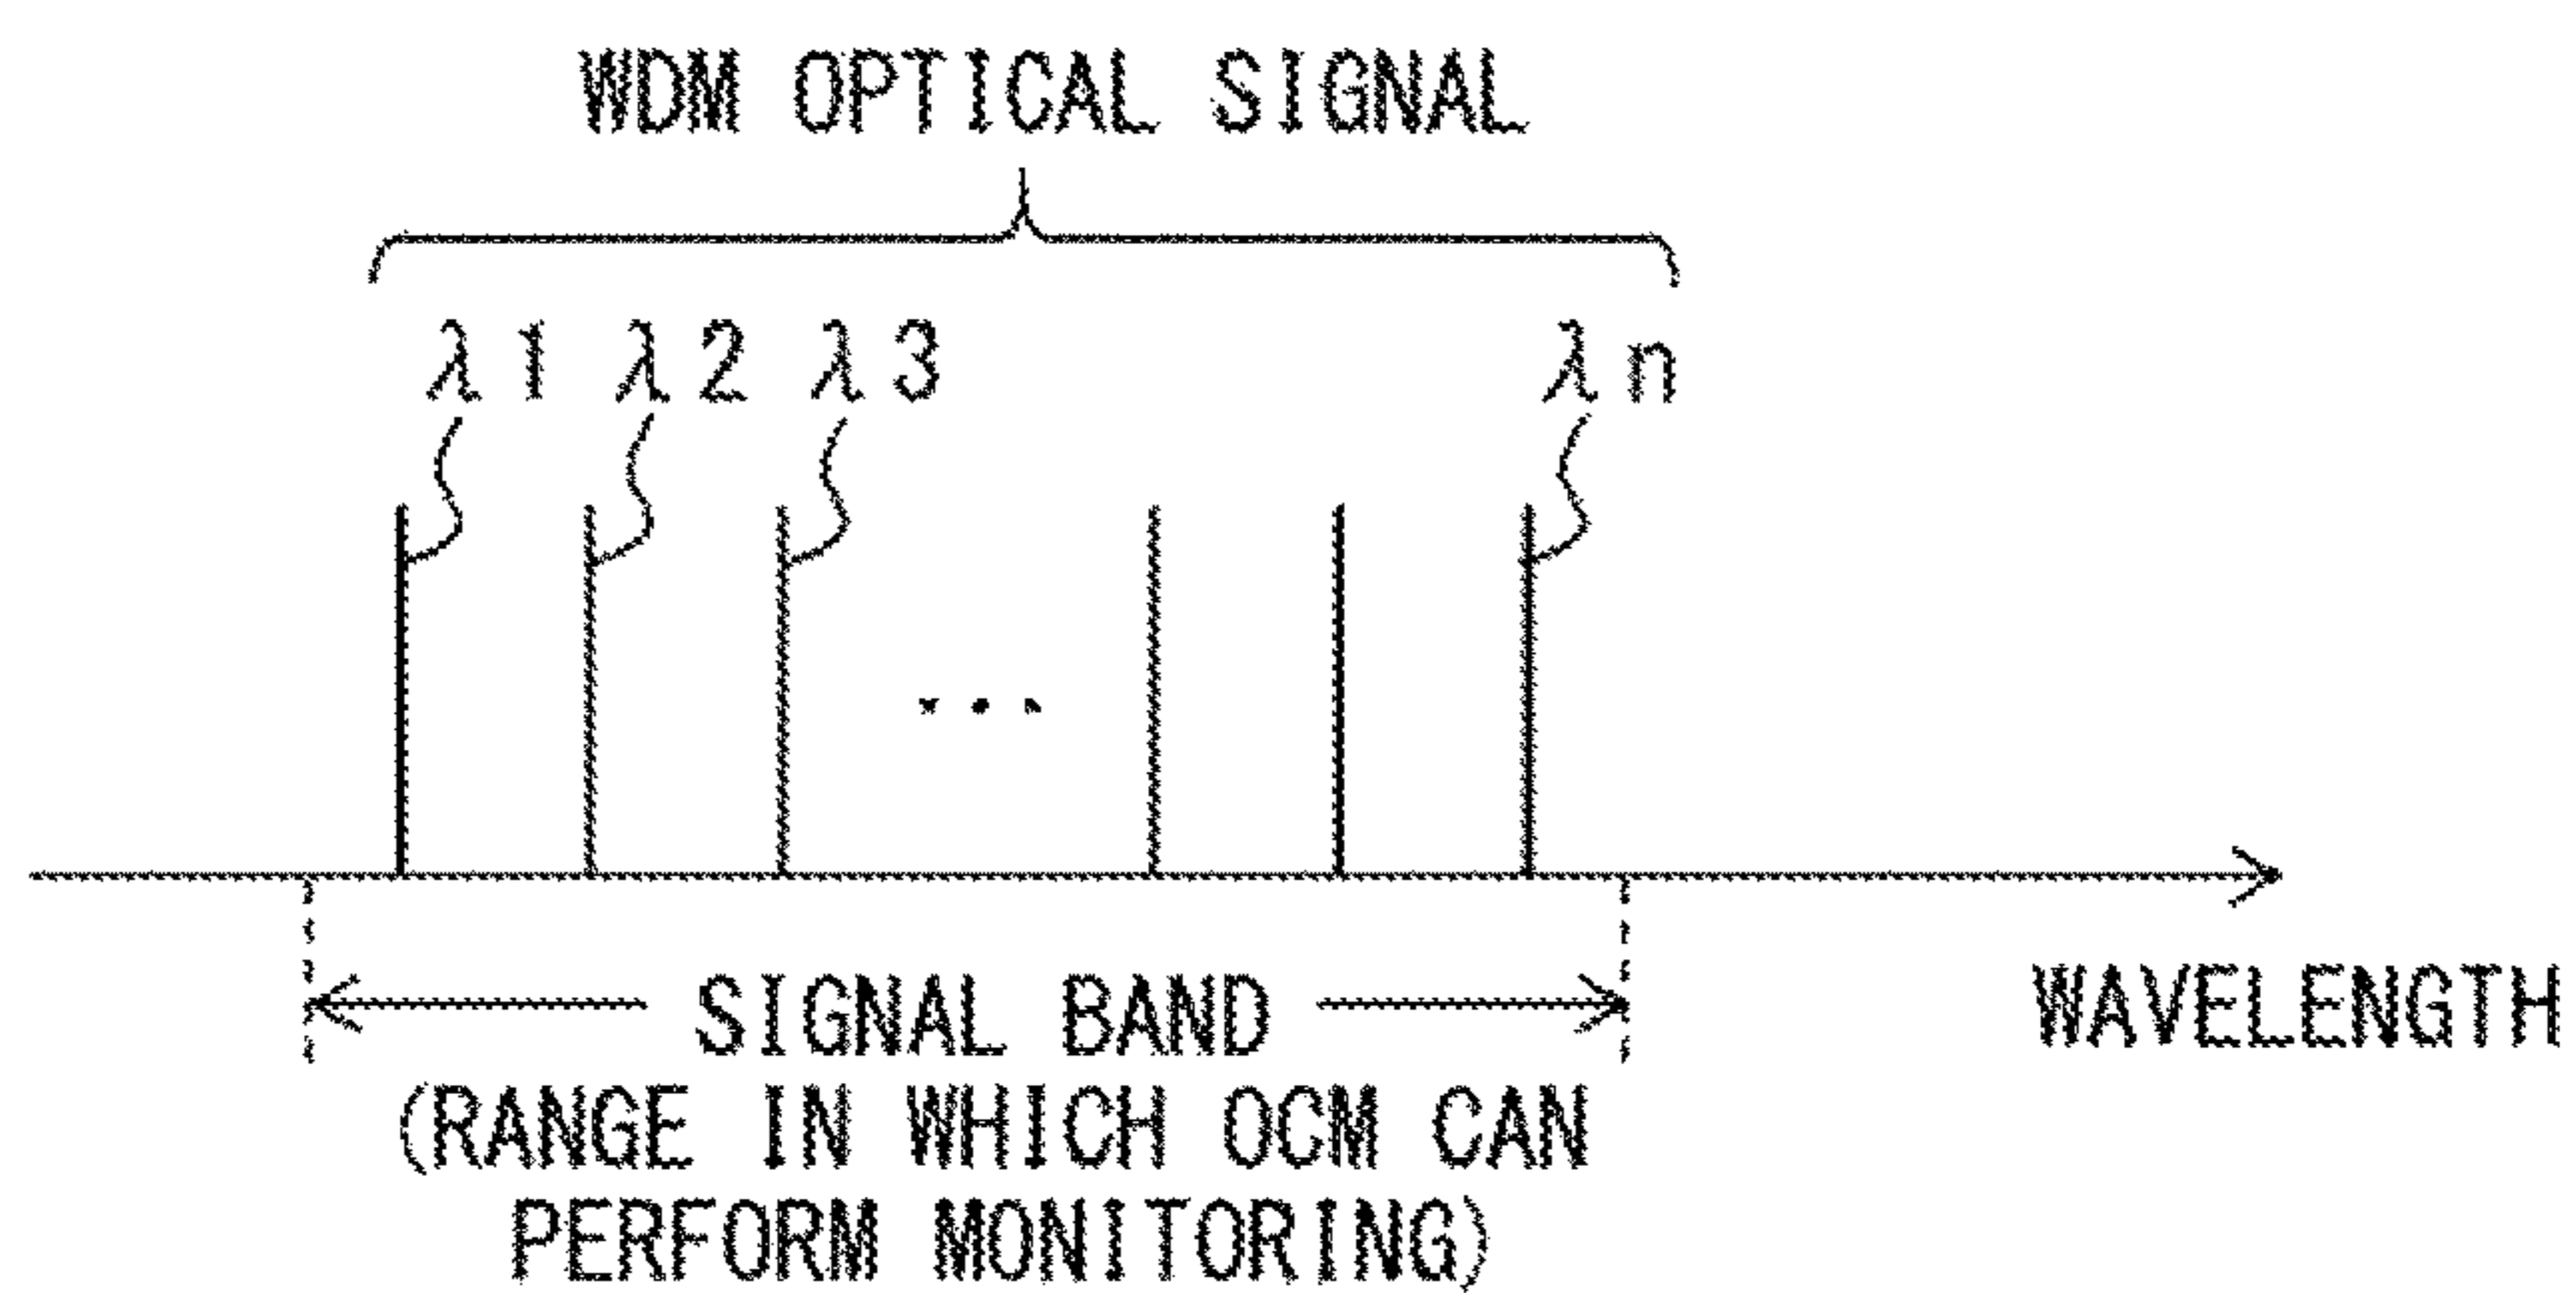 WDM OPTICAL SIGNAL
λ1 λ2 λ3 λn
...
SIGNAL BAND
WAVELENGTH
(RANGE IN WHICH OCM CAN
PERFORM MONITORING)